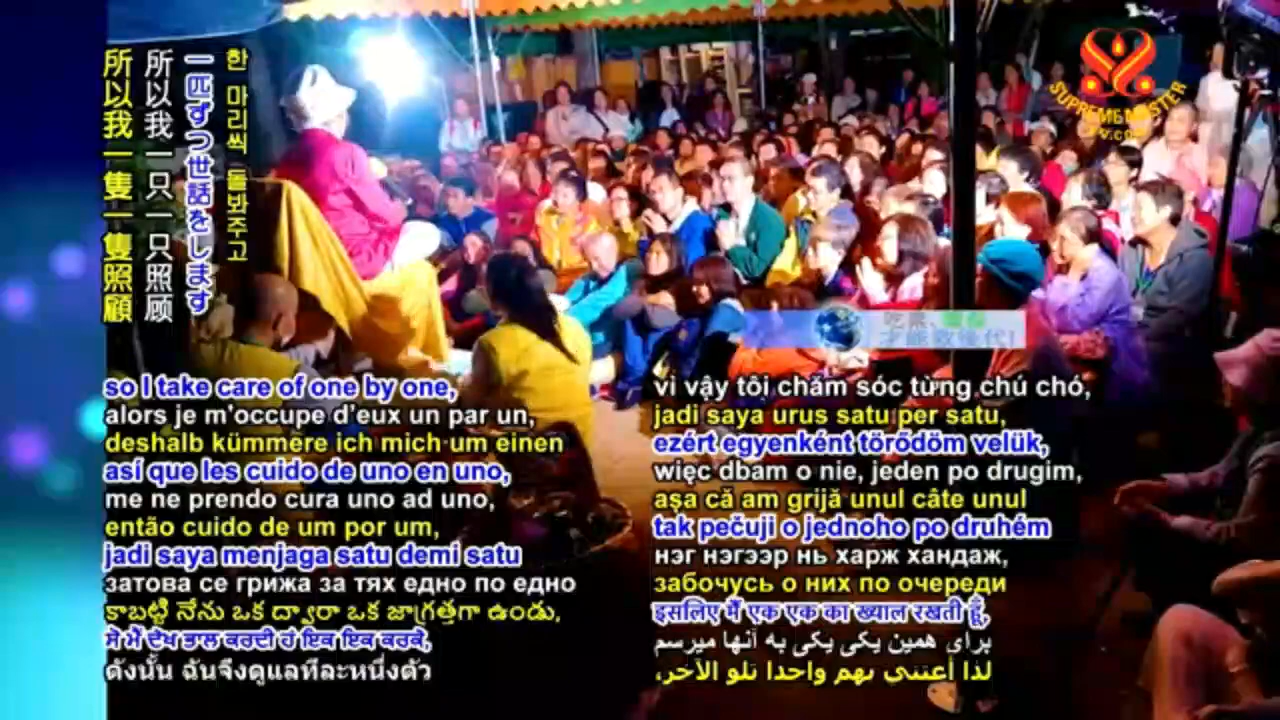 한 마리씩 돌봐주고
一匹ずつ世話をします
所以我一只一只照顾
所以我一隻一隻照顧
SUPREME MASTER
TV.COM
才能救後代!
so I take care of one by one,
alors je m'occupe d'eux un par un,
deshalb kümmere ich mich um einen
así que les cuido de uno en uno,
me ne prendo cura uno ad uno,
então cuido de um por um,
jadi saya menjaga satu demi satu
затова се грижа за тях едно по едно
కాబట్టి నేను ఒక ద్వారా ఒక జాగ్రత్తగా ఉండు,
ਸੋ ਮੈਂ ਦੇਖ ਭਾਲ ਕਰਦੀ ਹਾਂ ਇਕ ਇਕ ਕਰਕੇ,
ดังนั้น ฉันจึงดูแลทีละหนึ่งตัว
vì vậy tôi chăm sóc từng chú chó,
jadi saya urus satu per satu,
ezért egyenként törődöm velük,
więc dbam o nie, jeden po drugim,
aşa că am grijă unul câte unul
tak pečuji o jednoho po druhém
нэг нэгээр нь харж хандаж,
забочусь о них по очереди
इसलिए मैं एक एक का ख्याल रखती हूँ,
برای همین یکی یکی به آنها میرسم
لذا أعتني بهم واحدا تلو الآخر،